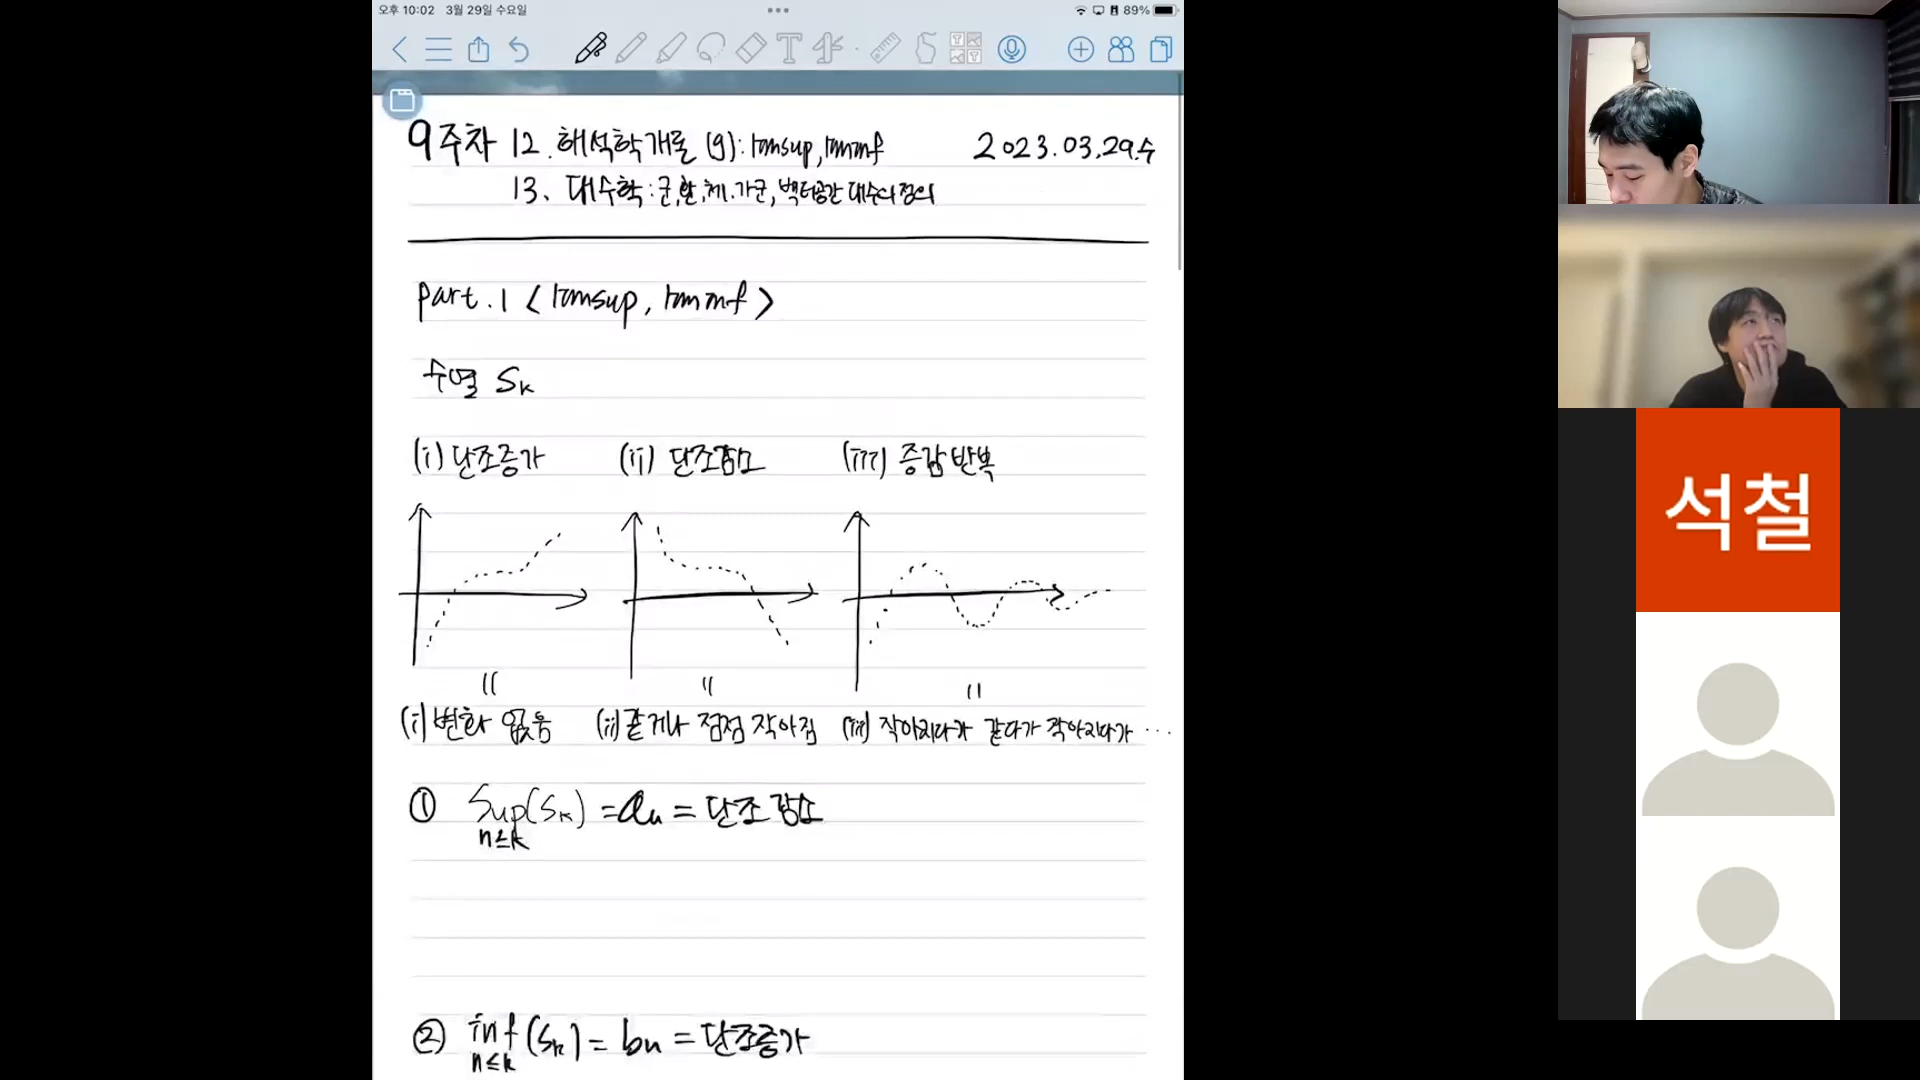 오후 10:02 3월 29일 수요일
89%
9주차 12. 해석학개론 (9): limsup, liminf 2023.03.29.수
13. 대수학: 군,환,체.가군,벡터공간 대수의 정의
part.1 < limsup, liminf >
수열 Sk
(i) 단조증가 (ii) 단조감소 (iii) 증감반복
(i) 변화 없음 (ii) 같거나 점점 작아짐 (iii) 작아지다가 같다가 작아지다가 ...
① Sup(Sk) = an = 단조감소
n≤k
② inf(Sk) = bn = 단조증가
n≤k
석철